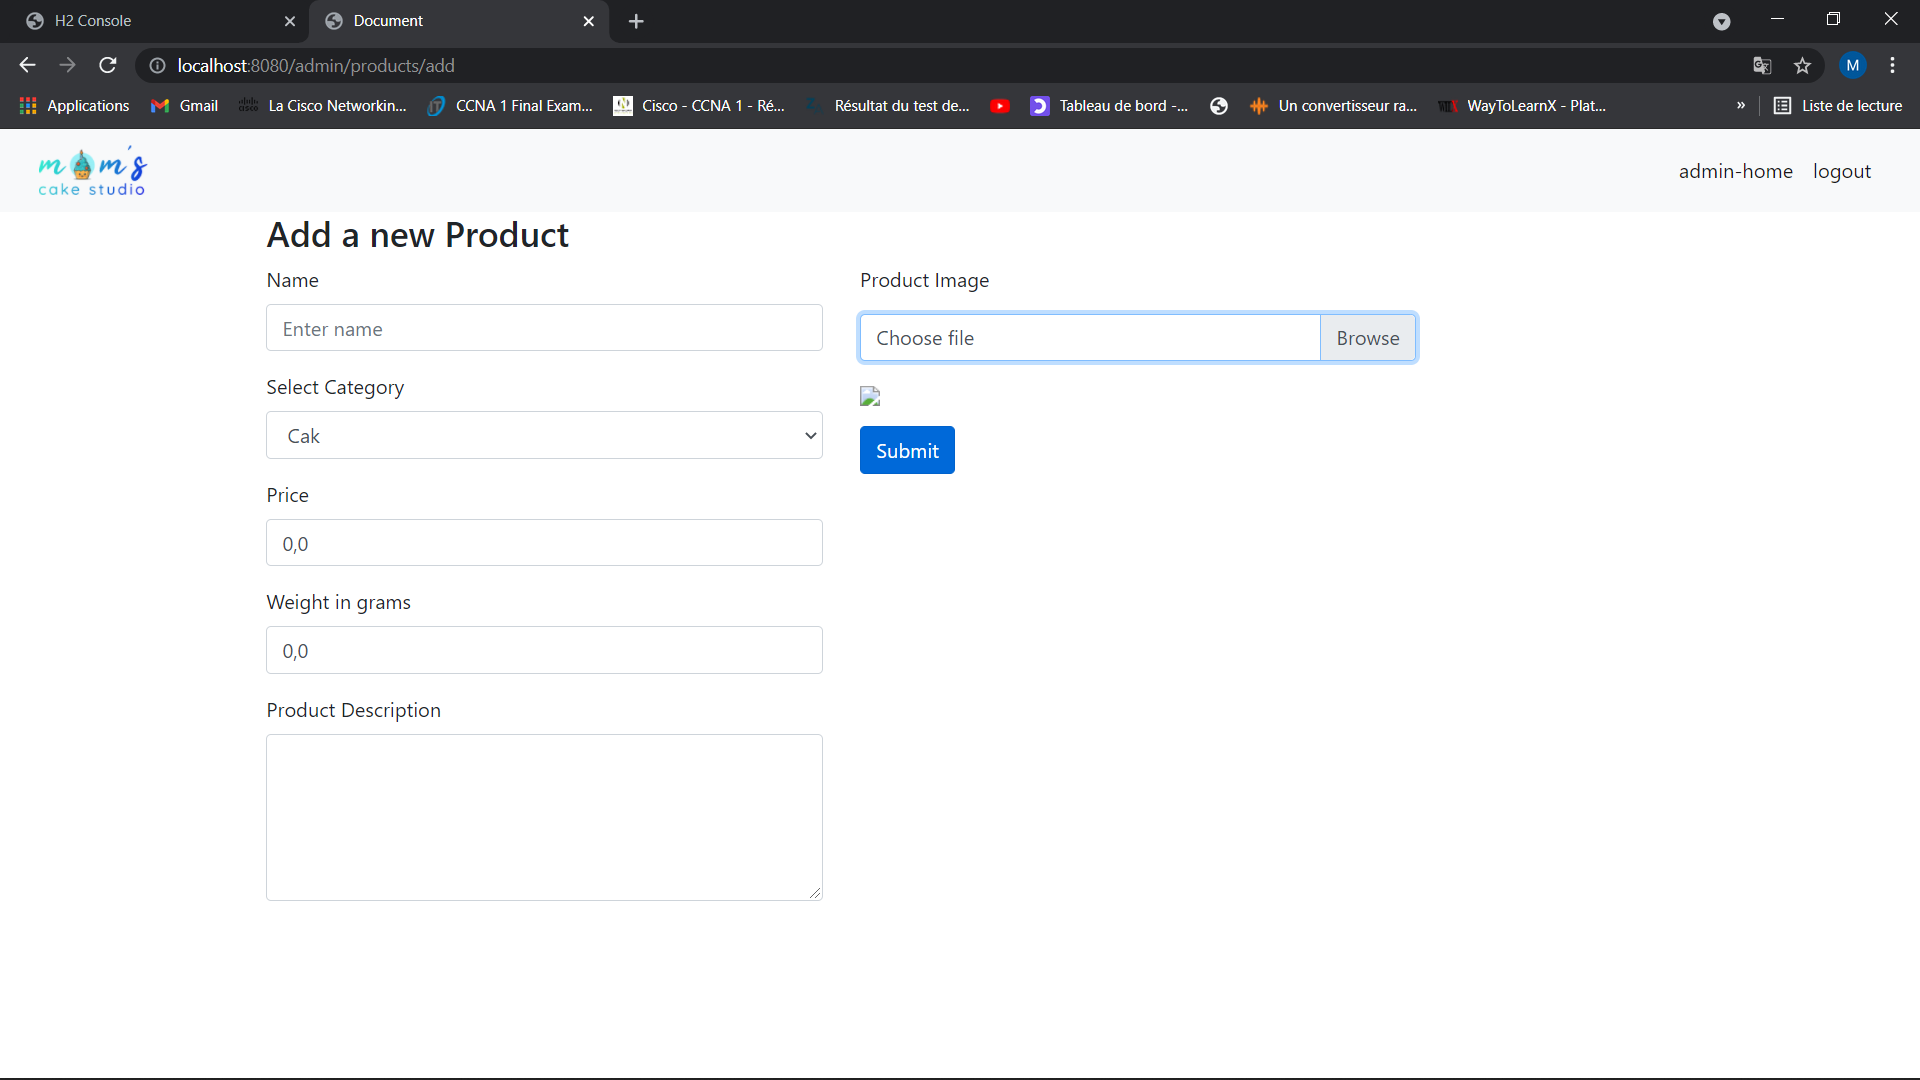 H2 Console
Document
localhost:8080/admin/products/add
M
Applications
Gmail
La Cisco Networkin...
CCNA 1 Final Exam...
Cisco - CCNA 1 - Ré...
Résultat du test de...
Tableau de bord -...
Un convertisseur ra...
WayToLearnX - Plat...
»
Liste de lecture
mom's
cake studio
admin-home
logout
Add a new Product
Name
Enter name
Select Category
Cak
Price
0,0
Weight in grams
0,0
Product Description
Product Image
Choose file
Browse
Submit